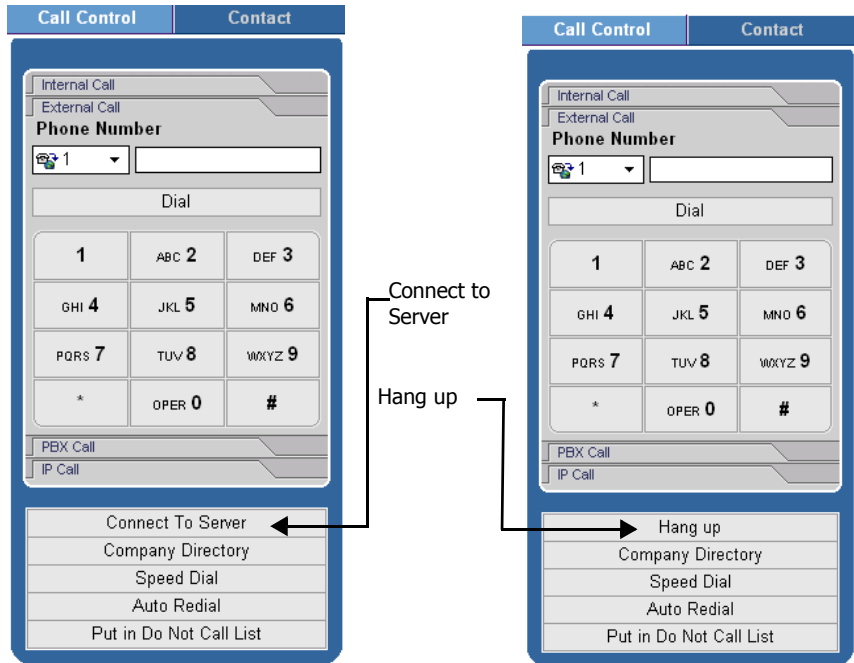 Call Control Contact
Internal Call
External Call
Phone Number
1
Dial
1 ABC 2 DEF 3
GHI 4 JKL 5 MNO 6
PQRS 7 TUV 8 WXYZ 9
* OPER 0 #
PBX Call
IP Call
Connect To Server
Company Directory
Speed Dial
Auto Redial
Put in Do Not Call List
Connect to
Server
Hang up
Call Control Contact
Internal Call
External Call
Phone Number
1
Dial
1 ABC 2 DEF 3
GHI 4 JKL 5 MNO 6
PQRS 7 TUV 8 WXYZ 9
* OPER 0 #
PBX Call
IP Call
Hang up
Company Directory
Speed Dial
Auto Redial
Put in Do Not Call List